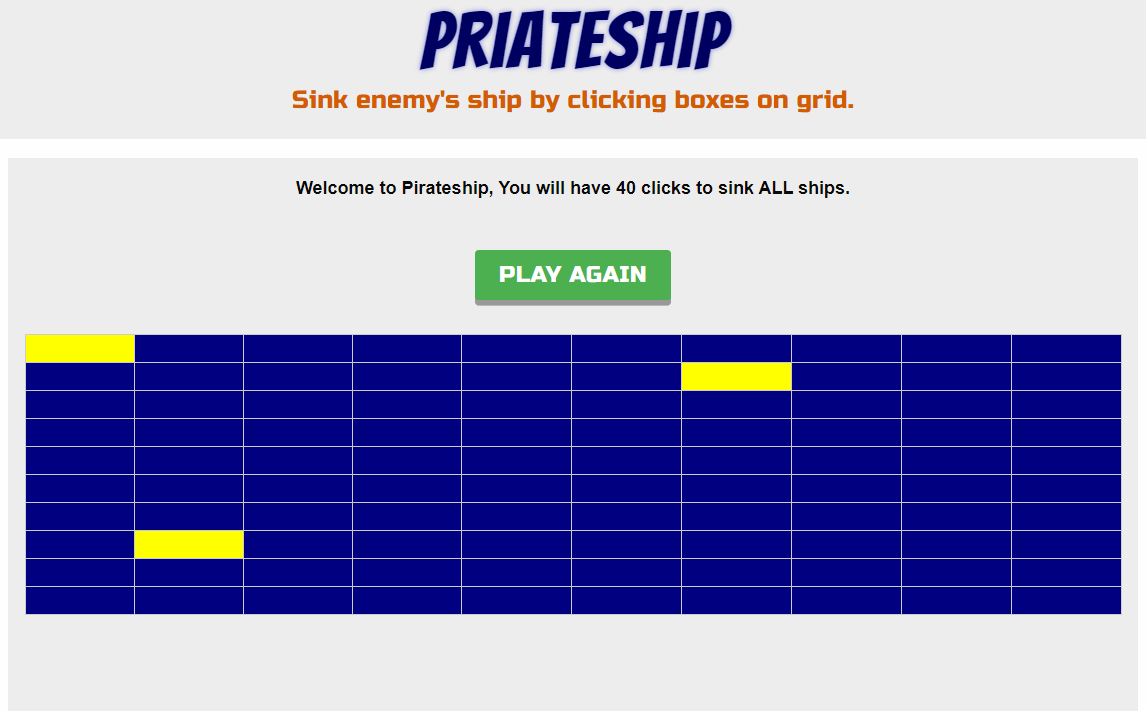 PRIATESHIP
Sink enemy's ship by clicking boxes on grid.
Welcome to Pirateship, You will have 40 clicks to sink ALL ships.
PLAY AGAIN